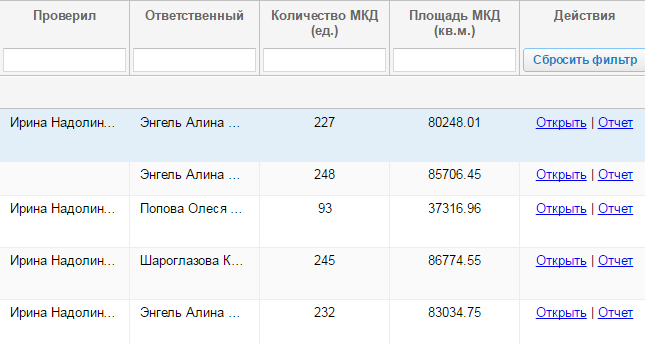 Проверил Ответственный Количество МКД (ед.) Площадь МКД (кв.м.) Действия
Сбросить фильтр
Ирина Надолин... Энгель Алина ... 227 80248.01 Открыть | Отчет
Энгель Алина ... 248 85706.45 Открыть | Отчет
Ирина Надолин... Попова Олеся ... 93 37316.96 Открыть | Отчет
Ирина Надолин... Шароглазова К... 245 86774.55 Открыть | Отчет
Ирина Надолин... Энгель Алина ... 232 83034.75 Открыть | Отчет